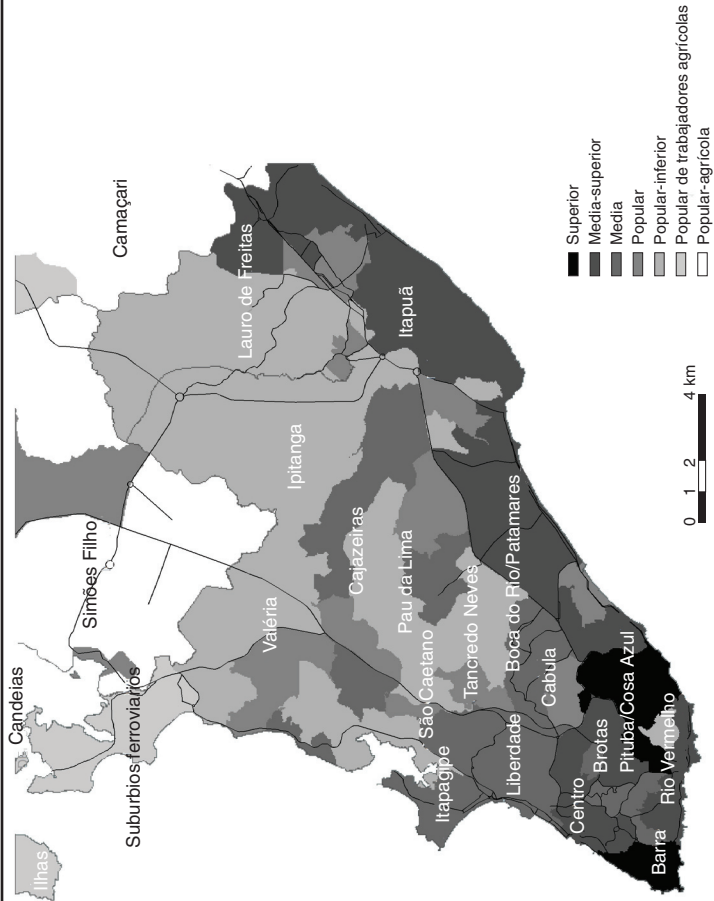 Candeias
Ilhas
Suburbios ferroviarios
Simões Filho
Camaçari
Valéria
Ipitanga
Lauro de Freitas
Cajazeiras
Itapuã
Pau da Lima
São Caetano
Tancredo Neves
Itapagipe
Liberdade
Boca do Rio/Patamares
Cabula
Centro
Brotas
Pituba/Cosa Azul
Rio Vermelho
Barra
Superior
Media-superior
Media
Popular
Popular-inferior
Popular de trabajadores agrícolas
Popular-agrícola
0 1 2 4 km